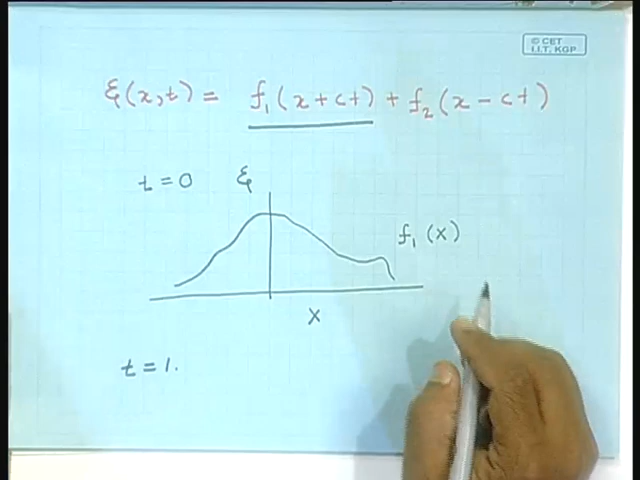 © CET
I.I.T. KGP
ξ(x,t) = f₁(x+ct) + f₂(x-ct)
t = 0 ξ
f₁(x)
x
t = 1.